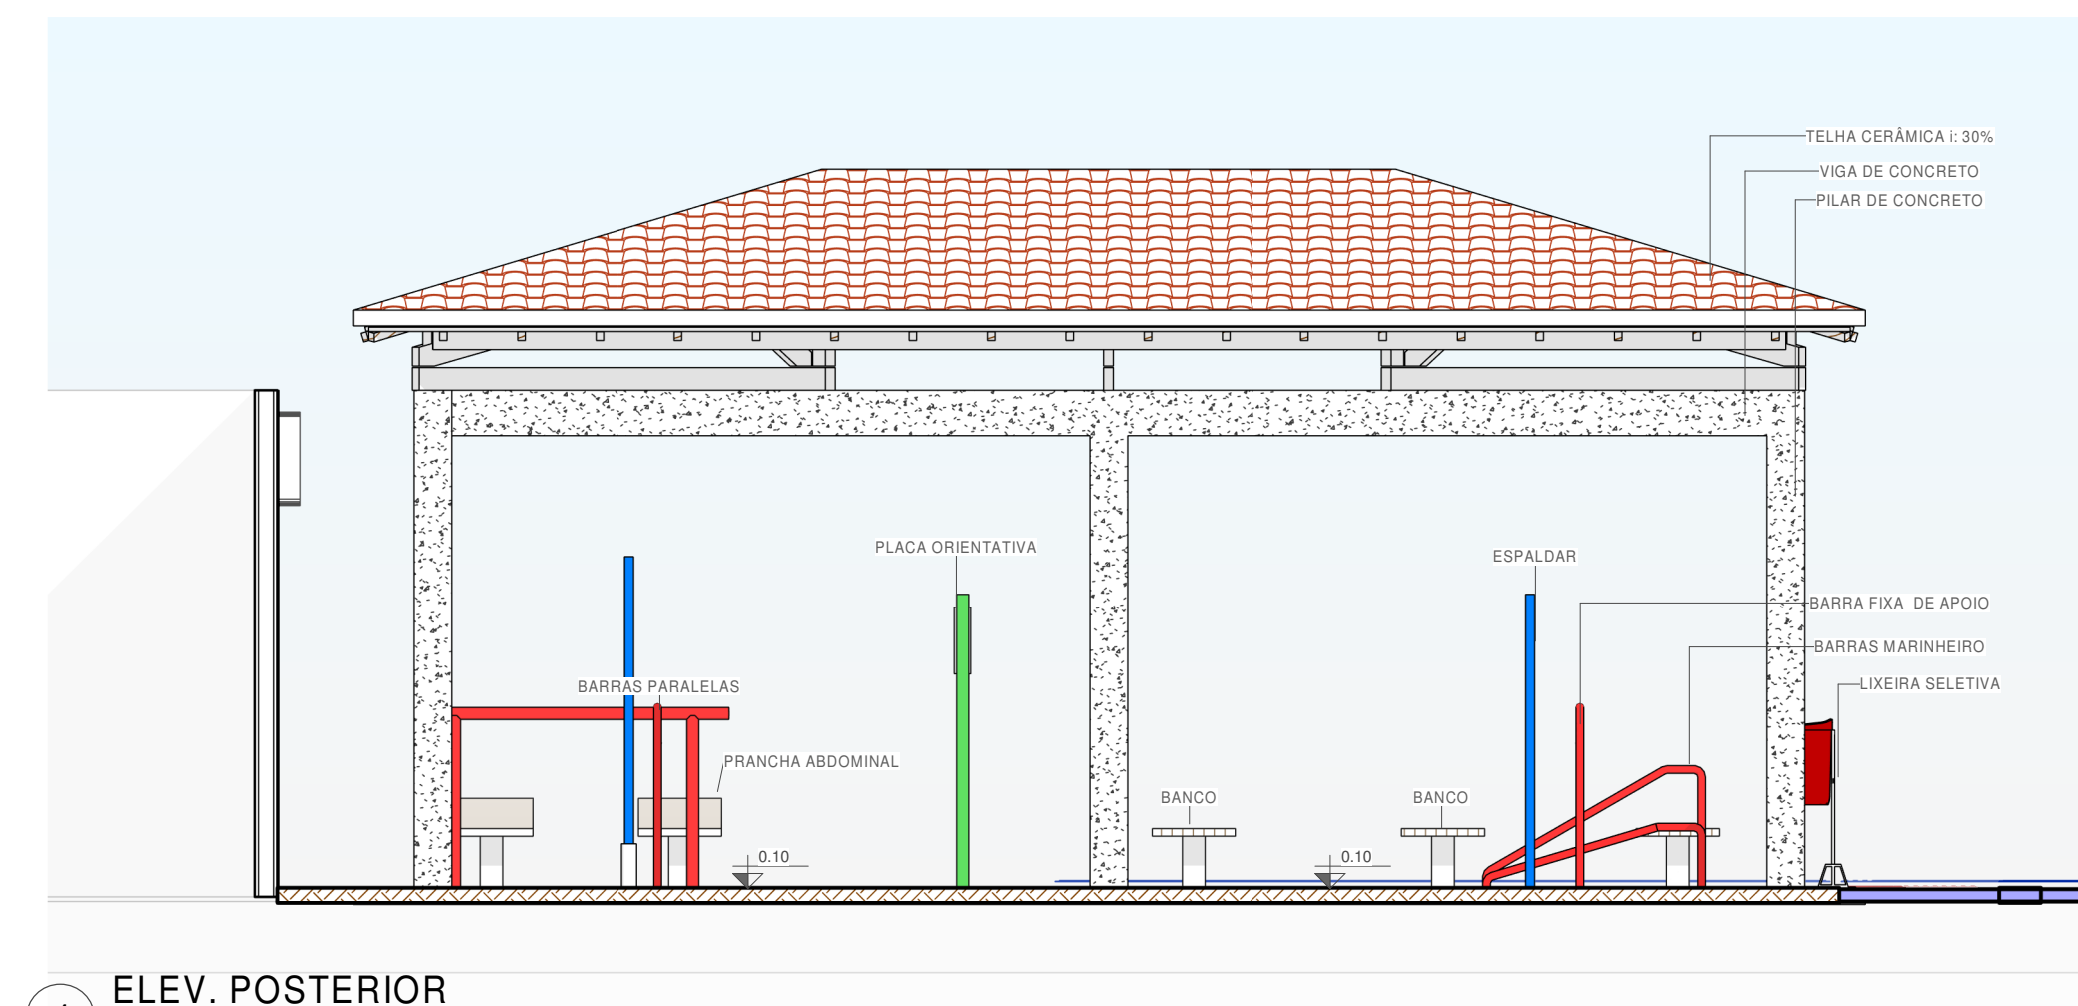 TELHA CERÂMICA i: 30%
VIGA DE CONCRETO
PILAR DE CONCRETO
PLACA ORIENTATIVA
ESPALDAR
BARRA FIXA DE APOIO
BARRAS MARINHEIRO
BARRAS PARALELAS
LIXEIRA SELETIVA
PRANCHA ABDOMINAL
BANCO
BANCO
0.10
0.10
ELEV. POSTERIOR